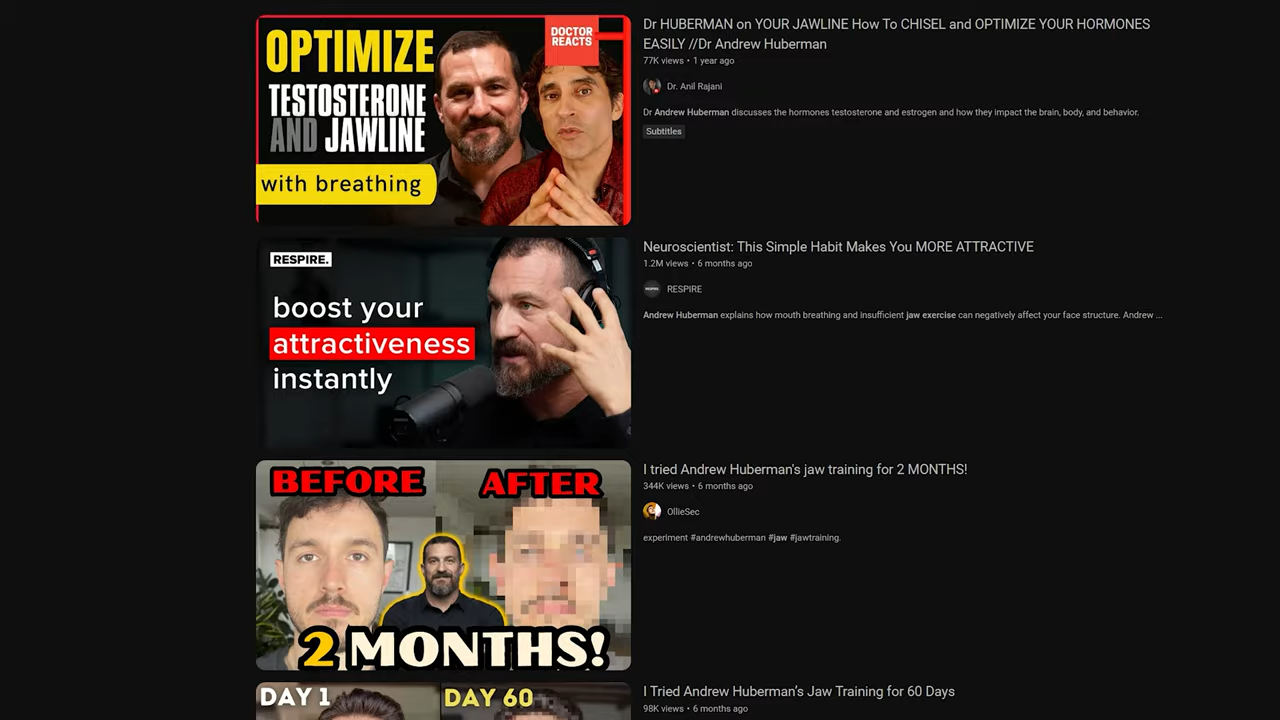 OPTIMIZE
TESTOSTERONE
AND JAWLINE
with breathing
DOCTOR
REACTS
Dr HUBERMAN on YOUR JAWLINE How To CHISEL and OPTIMIZE YOUR HORMONES
EASILY //Dr Andrew Huberman
77K views • 1 year ago
Dr. Anil Rajani
Dr Andrew Huberman discusses the hormones testosterone and estrogen and how they impact the brain, body, and behavior.
Subtitles
RESPIRE.
boost your
attractiveness
instantly
Neuroscientist: This Simple Habit Makes You MORE ATTRACTIVE
1.2M views • 6 months ago
RESPIRE
Andrew Huberman explains how mouth breathing and insufficient jaw exercise can negatively affect your face structure. Andrew ...
BEFORE
AFTER
2 MONTHS!
I tried Andrew Huberman's jaw training for 2 MONTHS!
344K views • 6 months ago
OllieSec
experiment #andrewhuberman #jaw #jawtraining.
DAY 1
DAY 60
I Tried Andrew Huberman's Jaw Training for 60 Days
98K views • 6 months ago